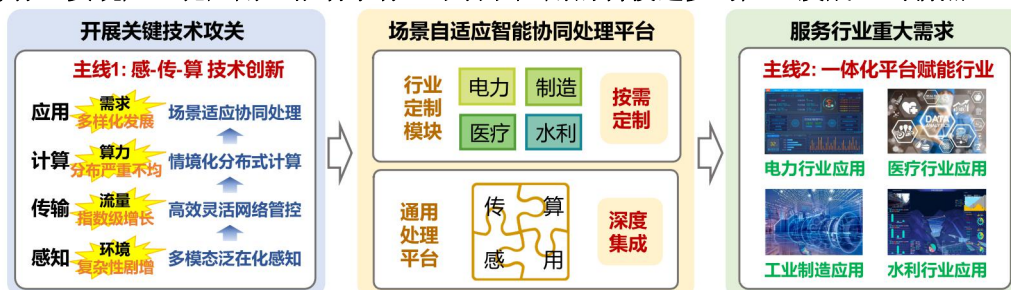 开展关键技术攻关
主线1: 感-传-算 技术创新
应用 需求 多样化发展 场景适应协同处理
计算 算力 分布严重不均 情境化分布式计算
传输 流量 指数级增长 高效灵活网络管控
感知 环境 复杂性剧增 多模态泛在化感知
场景自适应智能协同处理平台
行业定制模块
电力 制造
医疗 水利
按需定制
通用处理平台
传 算
感 用
深度集成
服务行业重大需求
主线2: 一体化平台赋能行业
DATA
电力行业应用 医疗行业应用
工业制造应用 水利行业应用